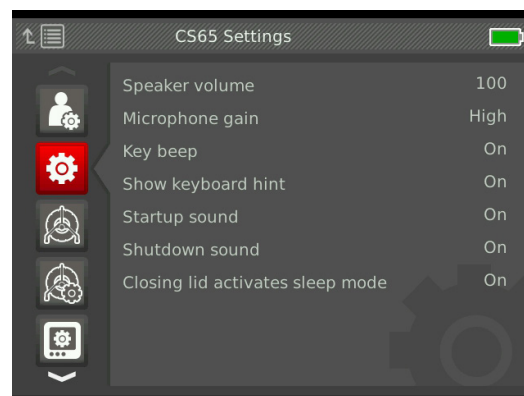 CS65 Settings
Speaker volume 100
Microphone gain High
Key beep On
Show keyboard hint On
Startup sound On
Shutdown sound On
Closing lid activates sleep mode On